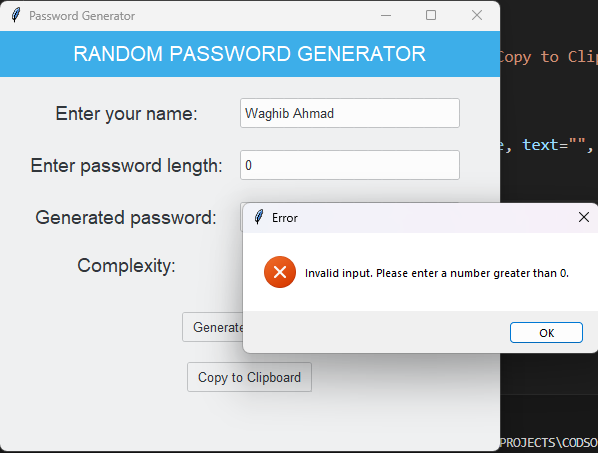 Password Generator
RANDOM PASSWORD GENERATOR
Copy to Clip
Enter your name:
Waghib Ahmad
, text="",
Enter password length:
0
Generated password:
Error
Complexity:
Invalid input. Please enter a number greater than 0.
Generate
OK
Copy to Clipboard
PROJECTS\CODSO